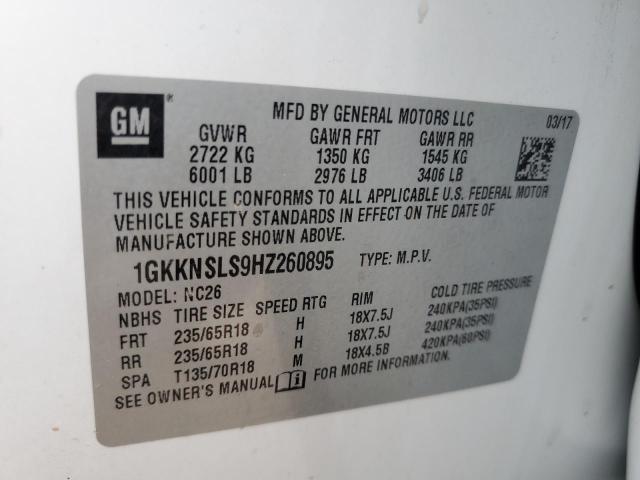 GM ®
MFD BY GENERAL MOTORS LLC 03/17
GVWR GAWR FRT GAWR RR
2722 KG 1350 KG 1545 KG
6001 LB 2976 LB 3406 LB
THIS VEHICLE CONFORMS TO ALL APPLICABLE U.S. FEDERAL MOTOR
VEHICLE SAFETY STANDARDS IN EFFECT ON THE DATE OF
MANUFACTURE SHOWN ABOVE.
1GKKNSLS9HZ260895 TYPE: M.P.V.
MODEL: NC26
NBHS TIRE SIZE SPEED RTG RIM COLD TIRE PRESSURE
FRT 235/65R18 H 18X7.5J 240KPA(35PSI)
RR 235/65R18 H 18X7.5J 240KPA(35PSI)
SPA T135/70R18 M 18X4.5B 420KPA(60PSI)
SEE OWNER'S MANUAL FOR MORE INFORMATION.